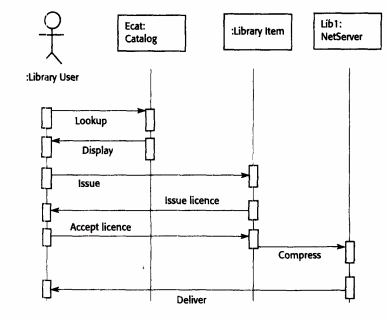 Ecat:
Catalog
:Library Item
Lib1:
NetServer
:Library User
Lookup
Display
Issue
Issue licence
Accept licence
Compress
Deliver